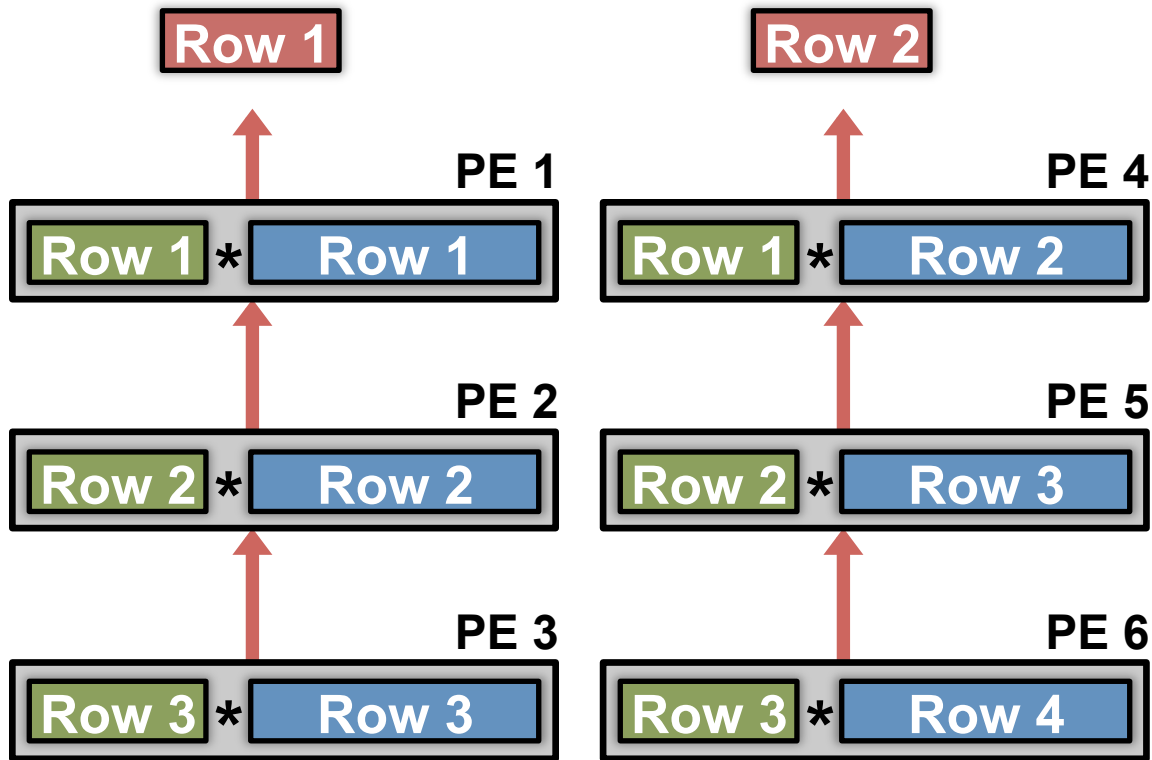 Row 1 Row 2
PE 1 PE 4
Row 1 * Row 1 Row 1 * Row 2
PE 2 PE 5
Row 2 * Row 2 Row 2 * Row 3
PE 3 PE 6
Row 3 * Row 3 Row 3 * Row 4